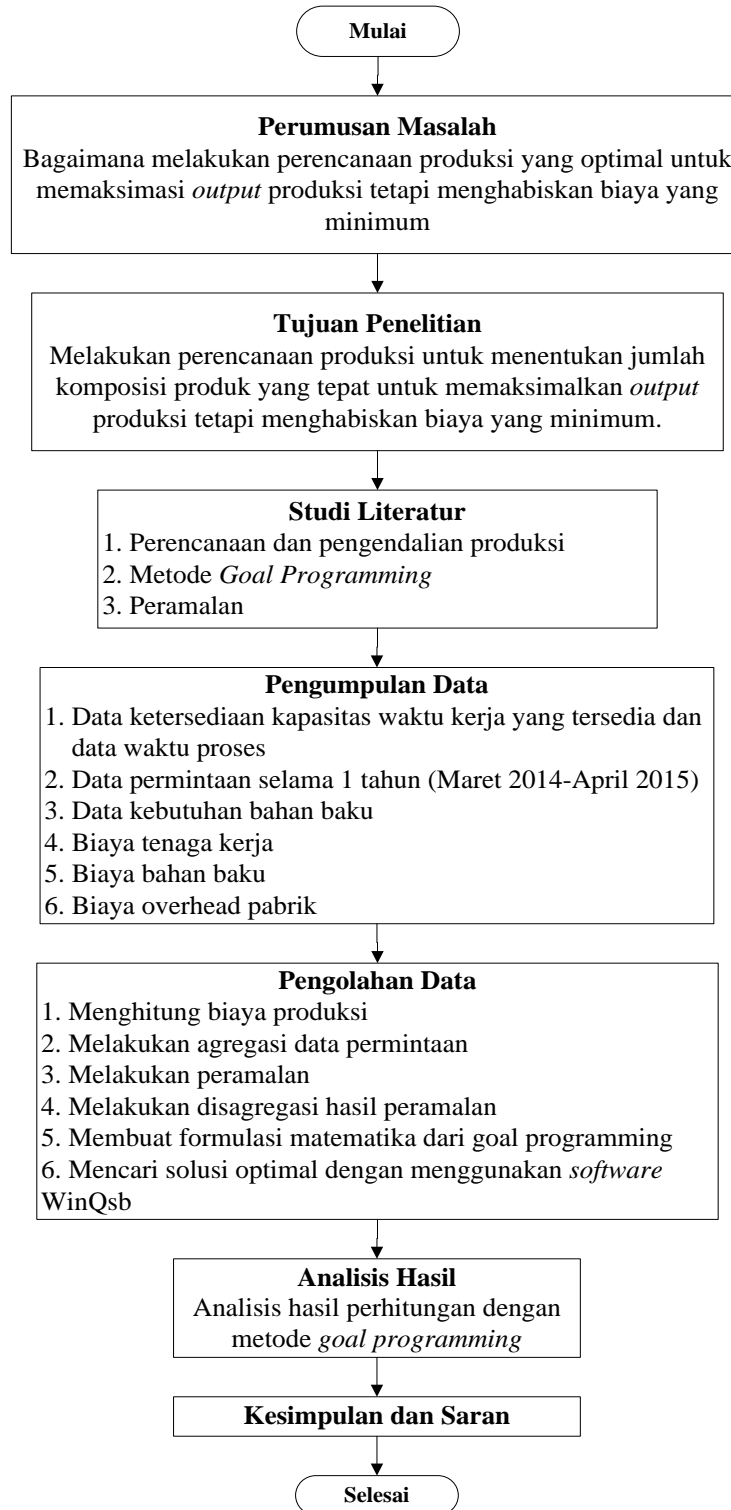 Mulai
Perumusan Masalah
Bagaimana melakukan perencanaan produksi yang optimal untuk
memaksimasi output produksi tetapi menghabiskan biaya yang
minimum
Tujuan Penelitian
Melakukan perencanaan produksi untuk menentukan jumlah
komposisi produk yang tepat untuk memaksimalkan output
produksi tetapi menghabiskan biaya yang minimum.
Studi Literatur
1. Perencanaan dan pengendalian produksi
2. Metode Goal Programming
3. Peramalan
Pengumpulan Data
1. Data ketersediaan kapasitas waktu kerja yang tersedia dan
data waktu proses
2. Data permintaan selama 1 tahun (Maret 2014-April 2015)
3. Data kebutuhan bahan baku
4. Biaya tenaga kerja
5. Biaya bahan baku
6. Biaya overhead pabrik
Pengolahan Data
1. Menghitung biaya produksi
2. Melakukan agregasi data permintaan
3. Melakukan peramalan
4. Melakukan disagregasi hasil peramalan
5. Membuat formulasi matematika dari goal programming
6. Mencari solusi optimal dengan menggunakan software
WinQsb
Analisis Hasil
Analisis hasil perhitungan dengan
metode goal programming
Kesimpulan dan Saran
Selesai